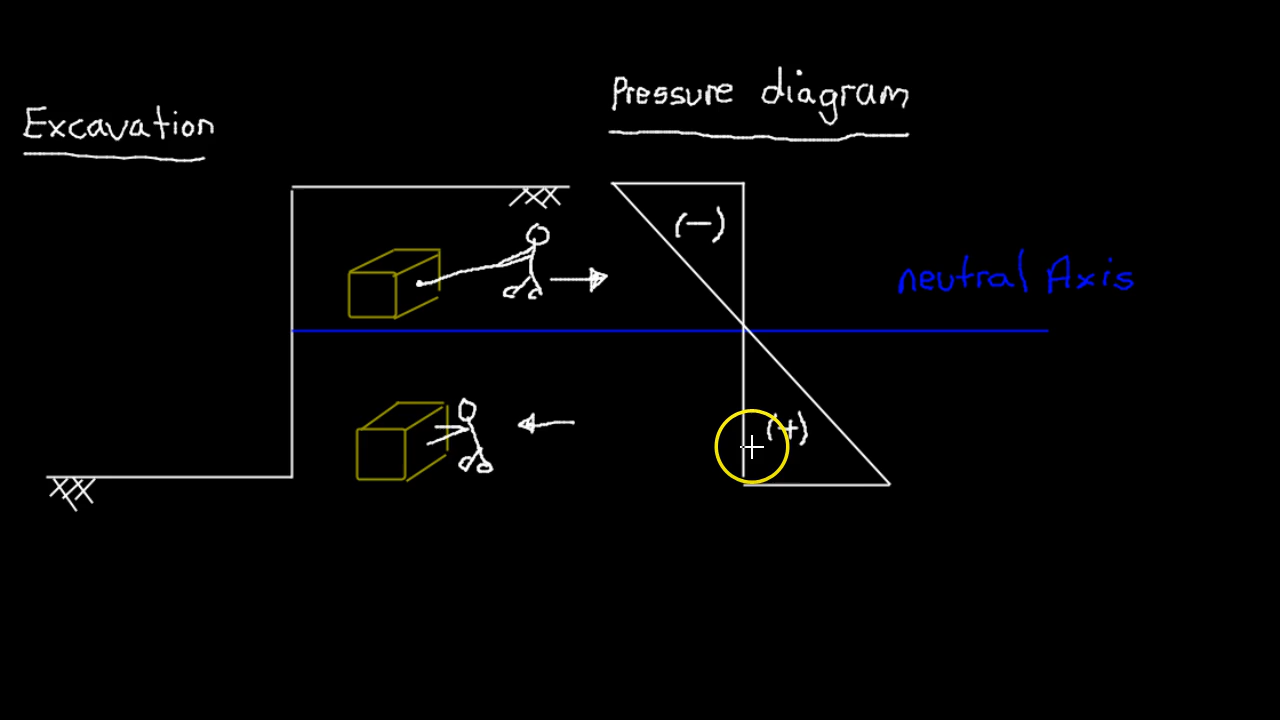 Excavation
Pressure diagram
(-)
neutral Axis
(+)